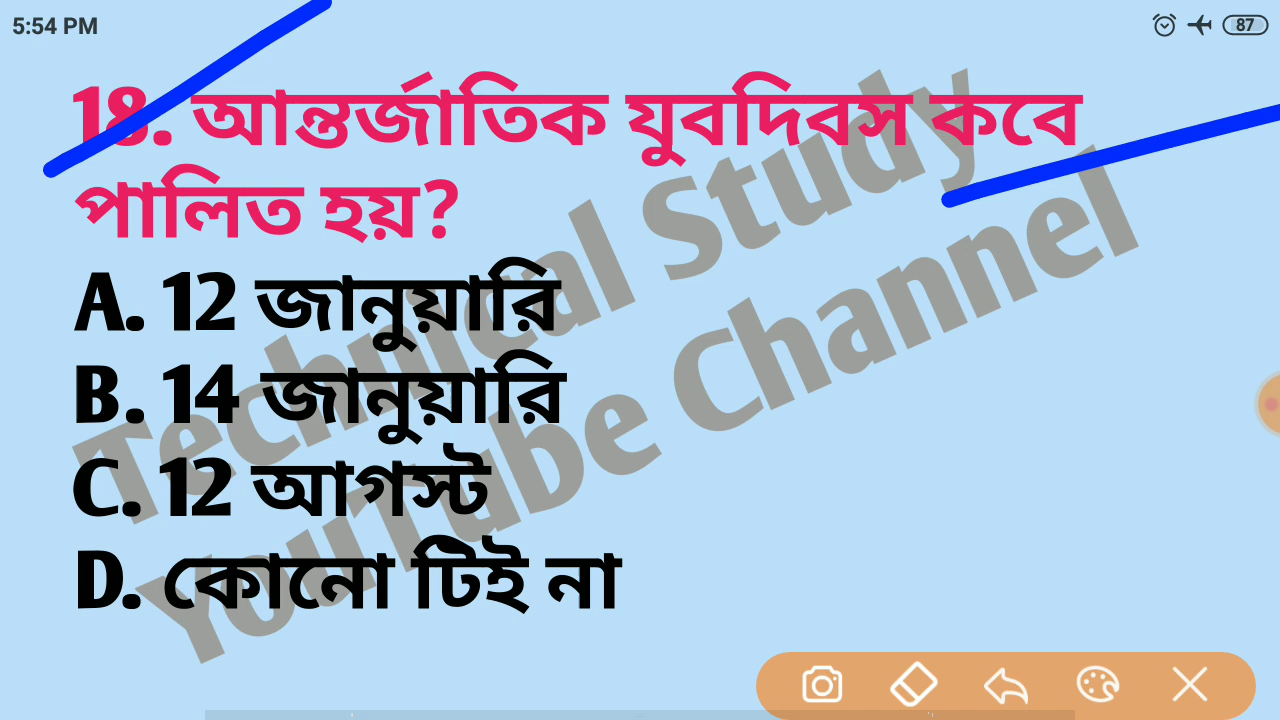 5:54 PM
87
18. আন্তর্জাতিক যুবদিবস কবে
পালিত হয়?
A. 12 জানুয়ারি
B. 14 জানুয়ারি
C. 12 আগস্ট
D. কোনো টিই না
Technical Study
YouTube Channel